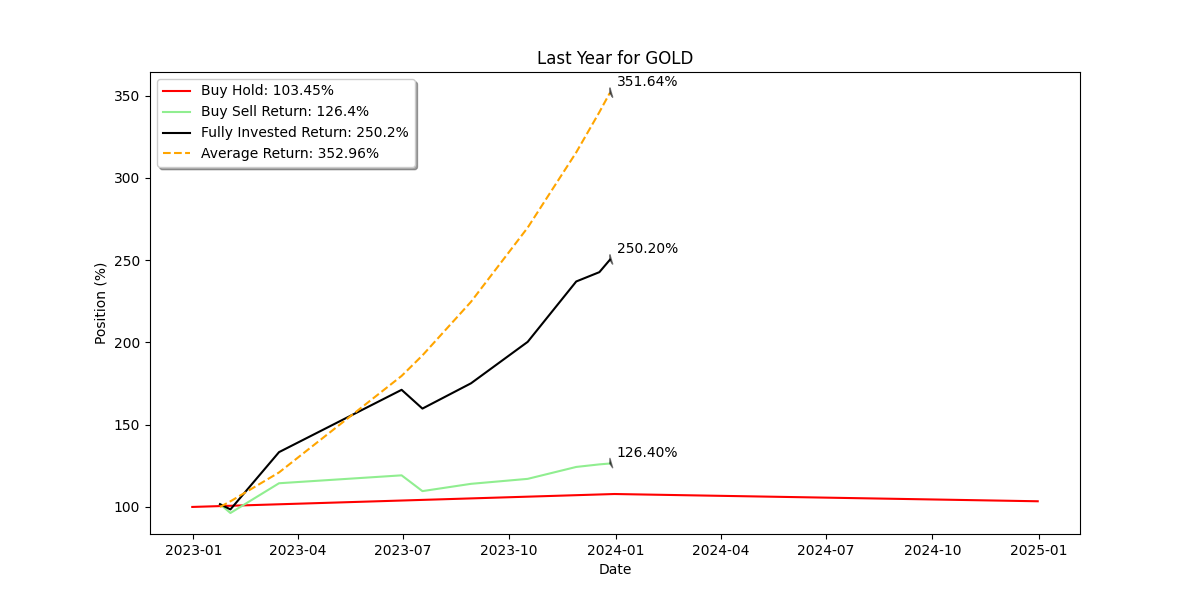 Last Year for GOLD
Buy Hold: 103.45%
Buy Sell Return: 126.4%
Fully Invested Return: 250.2%
Average Return: 352.96%
351.64%
250.20%
126.40%
Position (%)
350
300
250
200
150
100
2023-01 2023-04 2023-07 2023-10 2024-01 2024-04 2024-07 2024-10 2025-01
Date